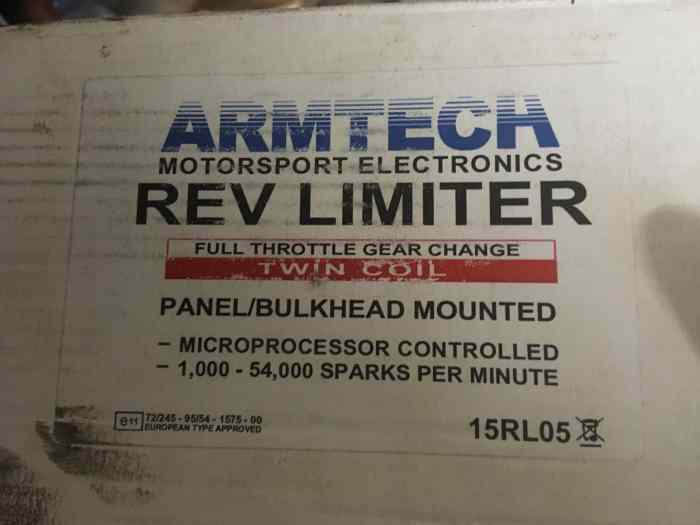 ARMTECH
MOTORSPORT ELECTRONICS
REV LIMITER
FULL THROTTLE GEAR CHANGE
TWIN COIL
PANEL/BULKHEAD MOUNTED
- MICROPROCESSOR CONTROLLED
- 1,000 - 54,000 SPARKS PER MINUTE
e11 72/245 - 95/54 - 1575 - 00
EUROPEAN TYPE APPROVED
15RL05